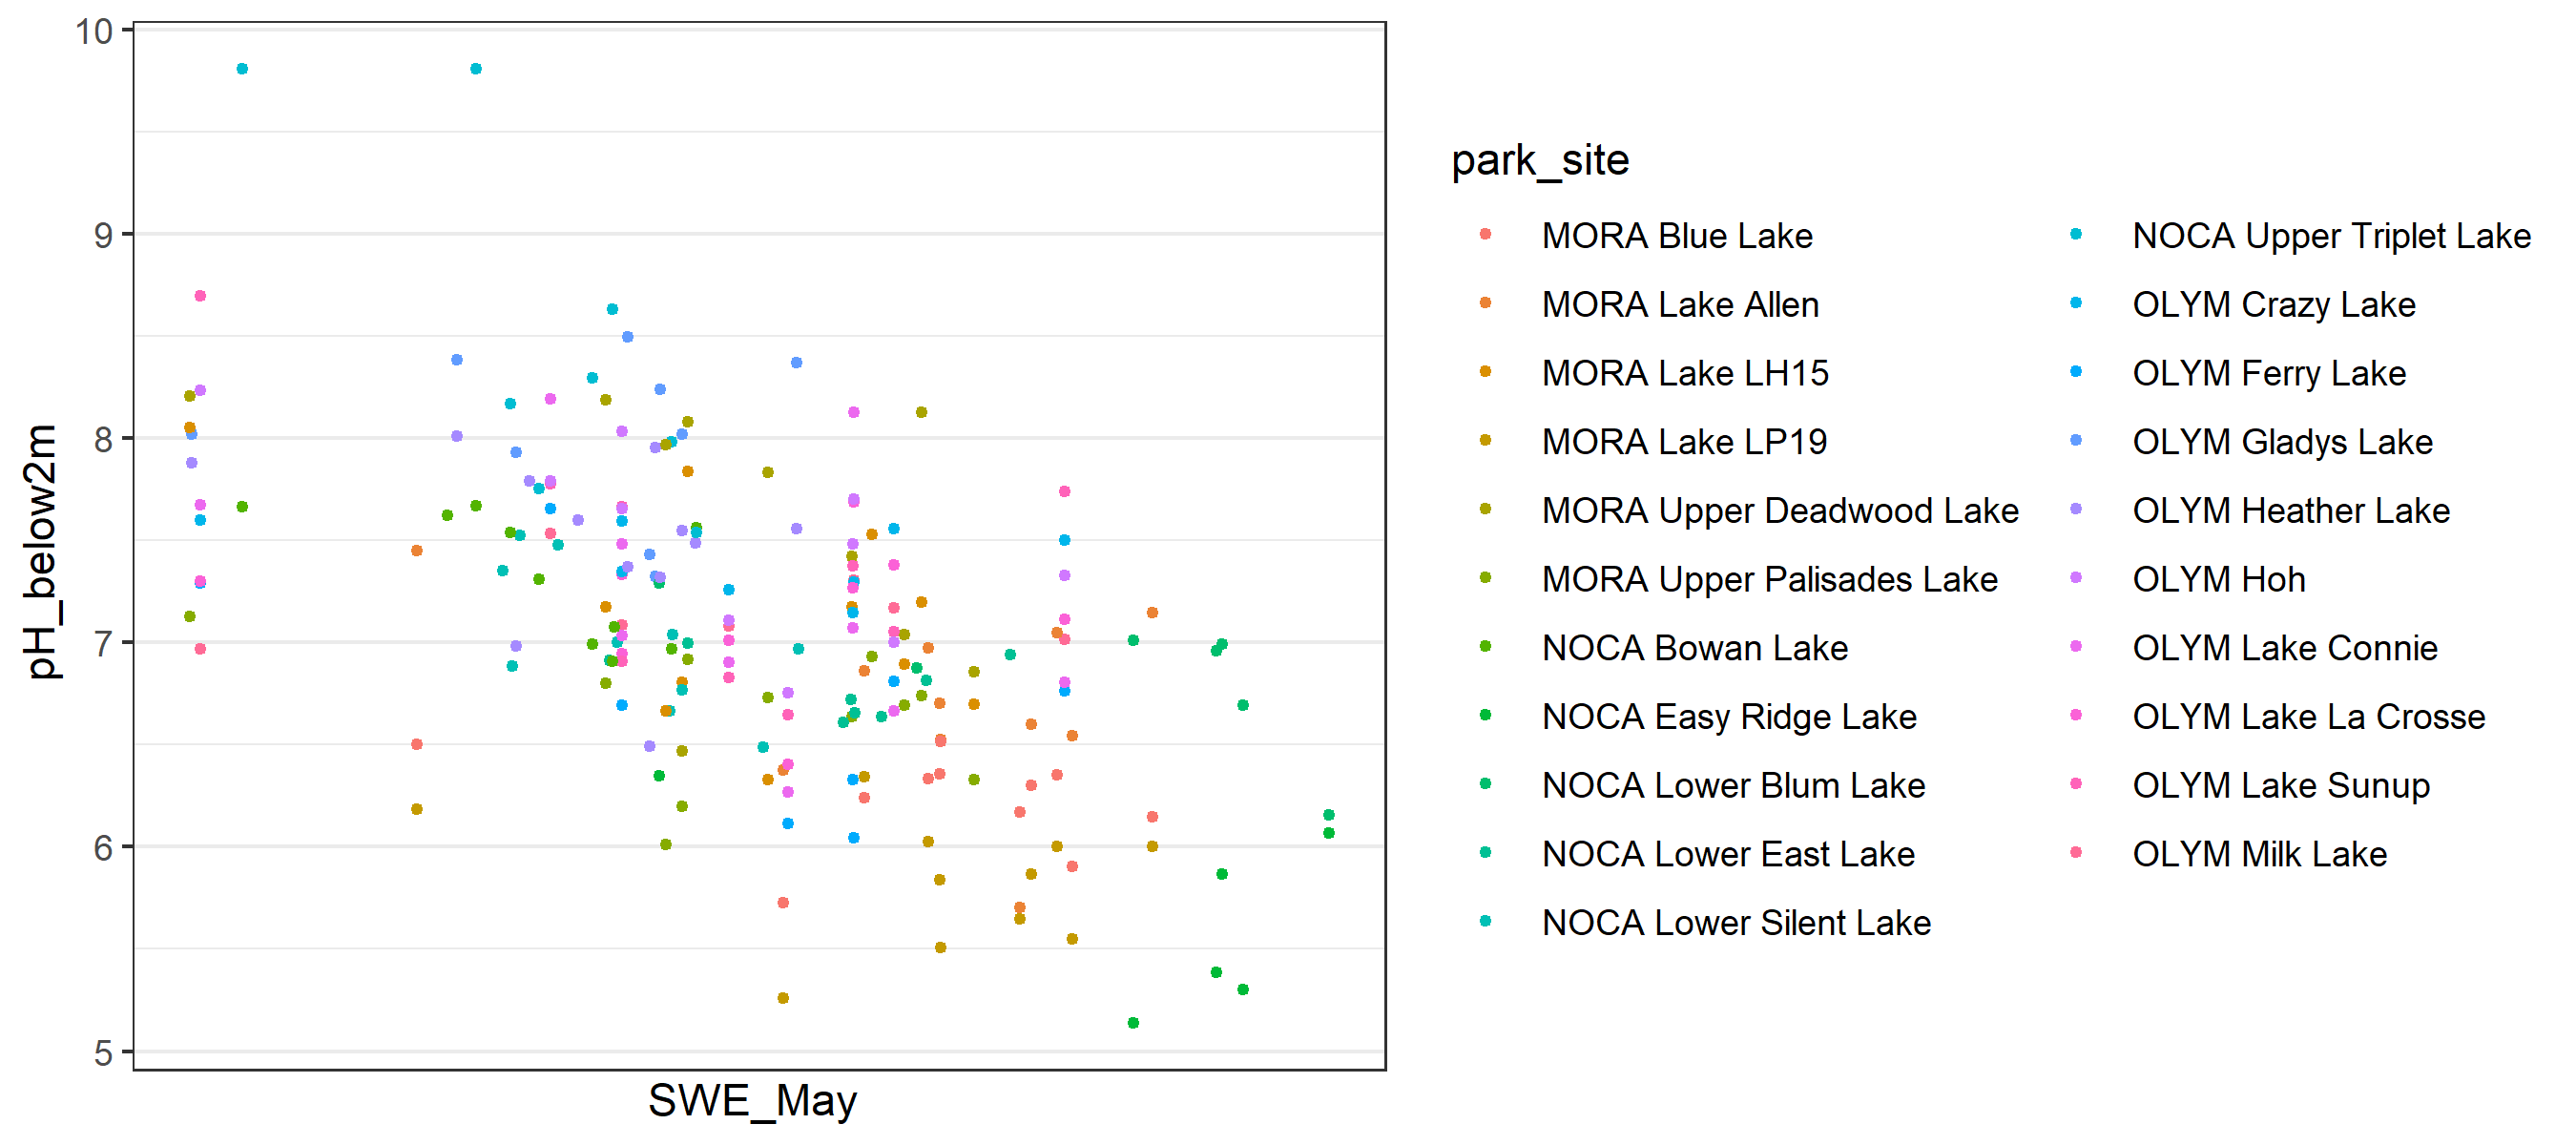 10
9
8
7
6
5
pH_below2m
SWE_May
park_site
MORA Blue Lake
MORA Lake Allen
MORA Lake LH15
MORA Lake LP19
MORA Upper Deadwood Lake
MORA Upper Palisades Lake
NOCA Bowan Lake
NOCA Easy Ridge Lake
NOCA Lower Blum Lake
NOCA Lower East Lake
NOCA Lower Silent Lake
NOCA Upper Triplet Lake
OLYM Crazy Lake
OLYM Ferry Lake
OLYM Gladys Lake
OLYM Heather Lake
OLYM Hoh
OLYM Lake Connie
OLYM Lake La Crosse
OLYM Lake Sunup
OLYM Milk Lake